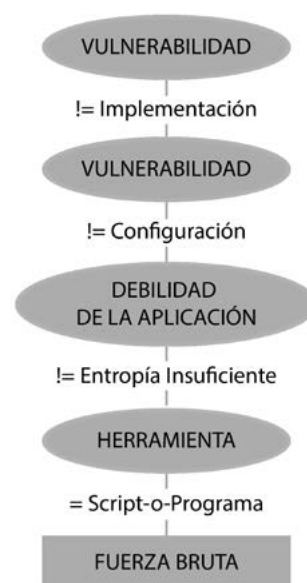 VULNERABILIDAD
!= Implementación
VULNERABILIDAD
!= Configuración
DEBILIDAD
DE LA APLICACIÓN
!= Entropía Insuficiente
HERRAMIENTA
= Script-o-Programa
FUERZA BRUTA